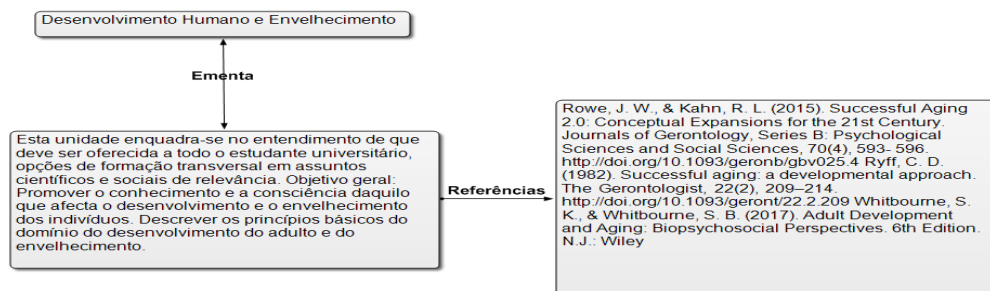 Desenvolvimento Humano e Envelhecimento
Ementa
Esta unidade enquadra-se no entendimento de que
deve ser oferecida a todo o estudante universitário,
opções de formação transversal em assuntos
científicos e sociais de relevância. Objetivo geral:
Promover o conhecimento e a consciência daquilo
que afecta o desenvolvimento e o envelhecimento
dos indivíduos. Descrever os princípios básicos do
domínio do desenvolvimento do adulto e do
envelhecimento.
Referências
Rowe, J. W., & Kahn, R. L. (2015). Successful Aging
2.0: Conceptual Expansions for the 21st Century.
Journals of Gerontology, Series B: Psychological
Sciences and Social Sciences, 70(4), 593- 596.
http://doi.org/10.1093/geronb/gbv025.4 Ryff, C. D.
(1982). Successful aging: a developmental approach.
The Gerontologist, 22(2), 209–214.
http://doi.org/10.1093/geront/22.2.209 Whitbourne, S.
K., & Whitbourne, S. B. (2017). Adult Development
and Aging: Biopsychosocial Perspectives. 6th Edition.
N.J.: Wiley